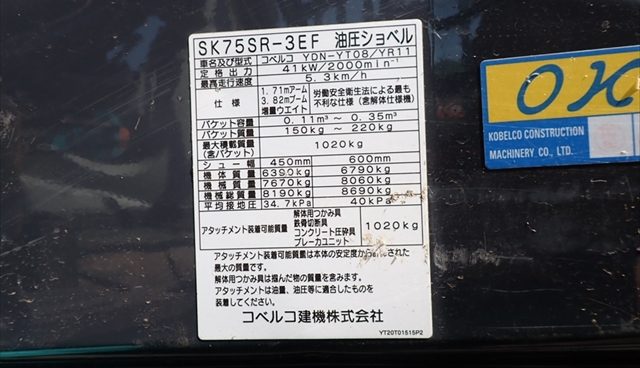 SK75SR-3EF 油圧ショベル
車名及び型式 コベルコ YDN-YT08/YR11
定格出力 41kW/2000min⁻¹
最高走行速度 5.3km/h
仕様 1.71mアーム 3.82mブーム 増量ウエイト 労働安全衛生法による最も不利な仕様(含解体仕様機)
バケット容量 0.11m³ ~ 0.35m³
バケット質量 150kg ~ 220kg
最大積載質量(含バケット) 1020kg
シュー幅 450mm 600mm
機体質量 6390kg 6790kg
機械質量 7670kg 8060kg
機械総質量 8190kg 8690kg
平均接地圧 34.7kPa 40kPa
アタッチメント装着可能質量 解体用つかみ具 鉄骨切断具 コンクリート圧砕具 ブレーカユニット 1020kg
アタッチメント装着可能質量は本体の安定度から された
最大の質量です。
解体用つかみ具は掴んだ物の質量を含みます。
アタッチメントは油量、油圧等に適合したものを
装着してください。
コベルコ建機株式会社
YT20T01515P2
OK
KOBELCO CONSTRUCTION
MACHINERY CO., LTD.